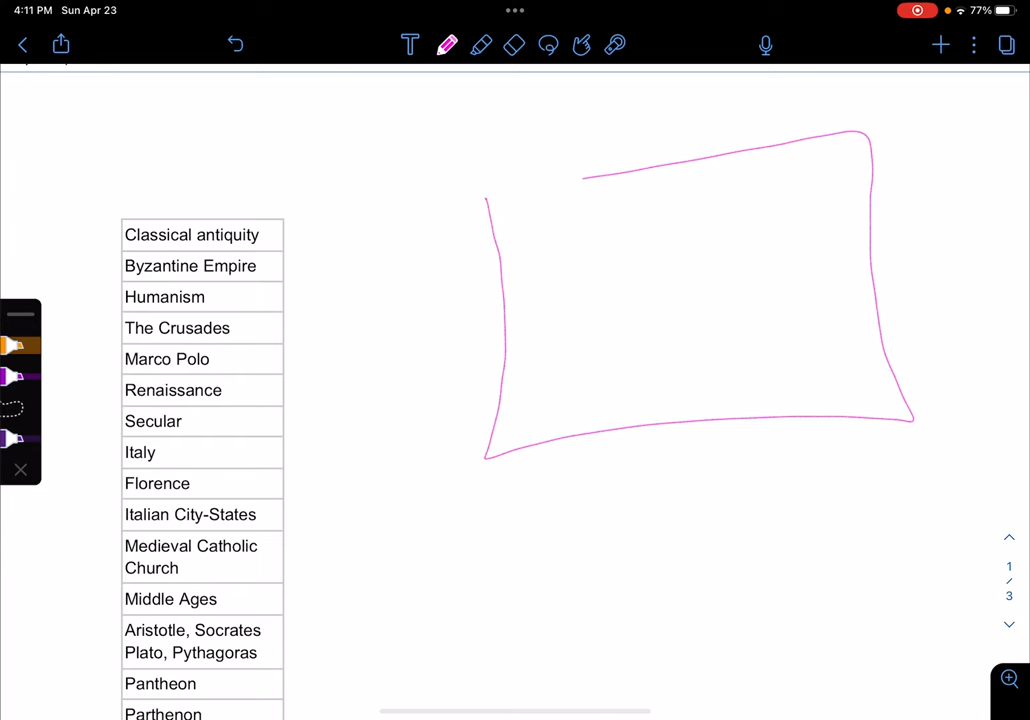 4:11 PM Sun Apr 23
77%
Classical antiquity
Byzantine Empire
Humanism
The Crusades
Marco Polo
Renaissance
Secular
Italy
Florence
Italian City-States
Medieval Catholic
Church
Middle Ages
Aristotle, Socrates
Plato, Pythagoras
Pantheon
Parthenon
1
/
3